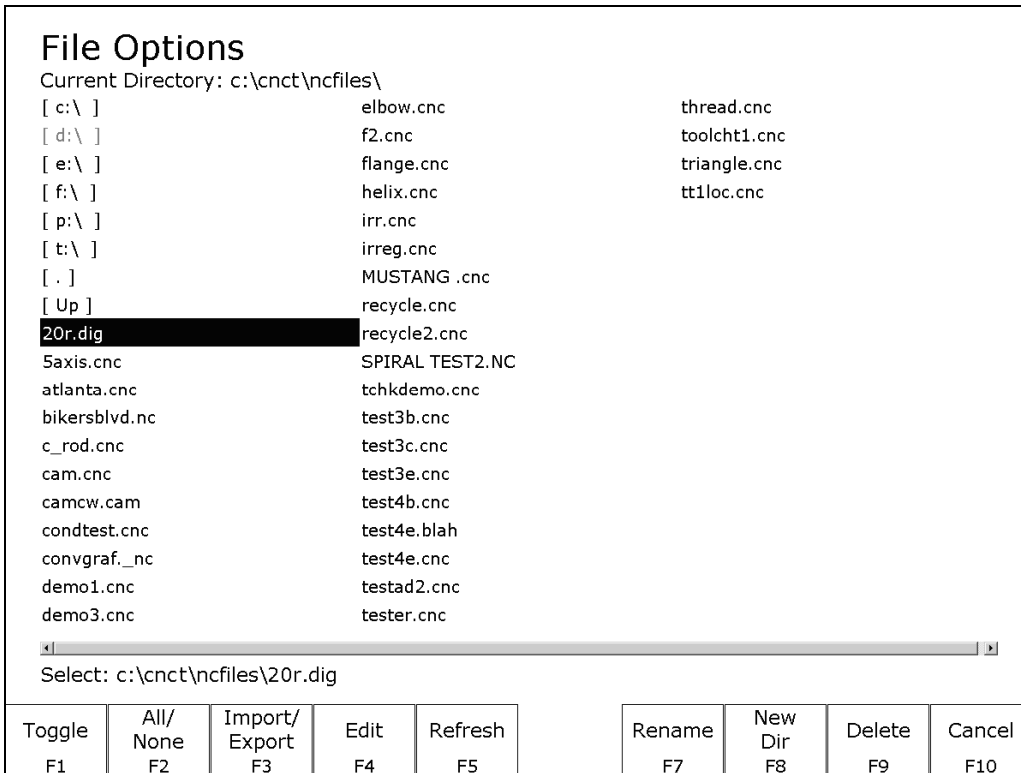 File Options
Current Directory: c:\cnct\ncfiles\
[ c:\ ]
[ d:\ ]
[ e:\ ]
[ f:\ ]
[ p:\ ]
[ t:\ ]
[ . ]
[ Up ]
20r.dig
5axis.cnc
atlanta.cnc
bikersblvd.nc
c_rod.cnc
cam.cnc
camcw.cam
condtest.cnc
convgraf._nc
demo1.cnc
demo3.cnc
elbow.cnc
f2.cnc
flange.cnc
helix.cnc
irr.cnc
irreg.cnc
MUSTANG .cnc
recycle.cnc
recycle2.cnc
SPIRAL TEST2.NC
tchkdemo.cnc
test3b.cnc
test3c.cnc
test3e.cnc
test4b.cnc
test4e.blah
test4e.cnc
testad2.cnc
tester.cnc
thread.cnc
toolcht1.cnc
triangle.cnc
tt1loc.cnc
Select: c:\cnct\ncfiles\20r.dig
Toggle
F1
All/
None
F2
Import/
Export
F3
Edit
F4
Refresh
F5
Rename
F7
New
Dir
F8
Delete
F9
Cancel
F10